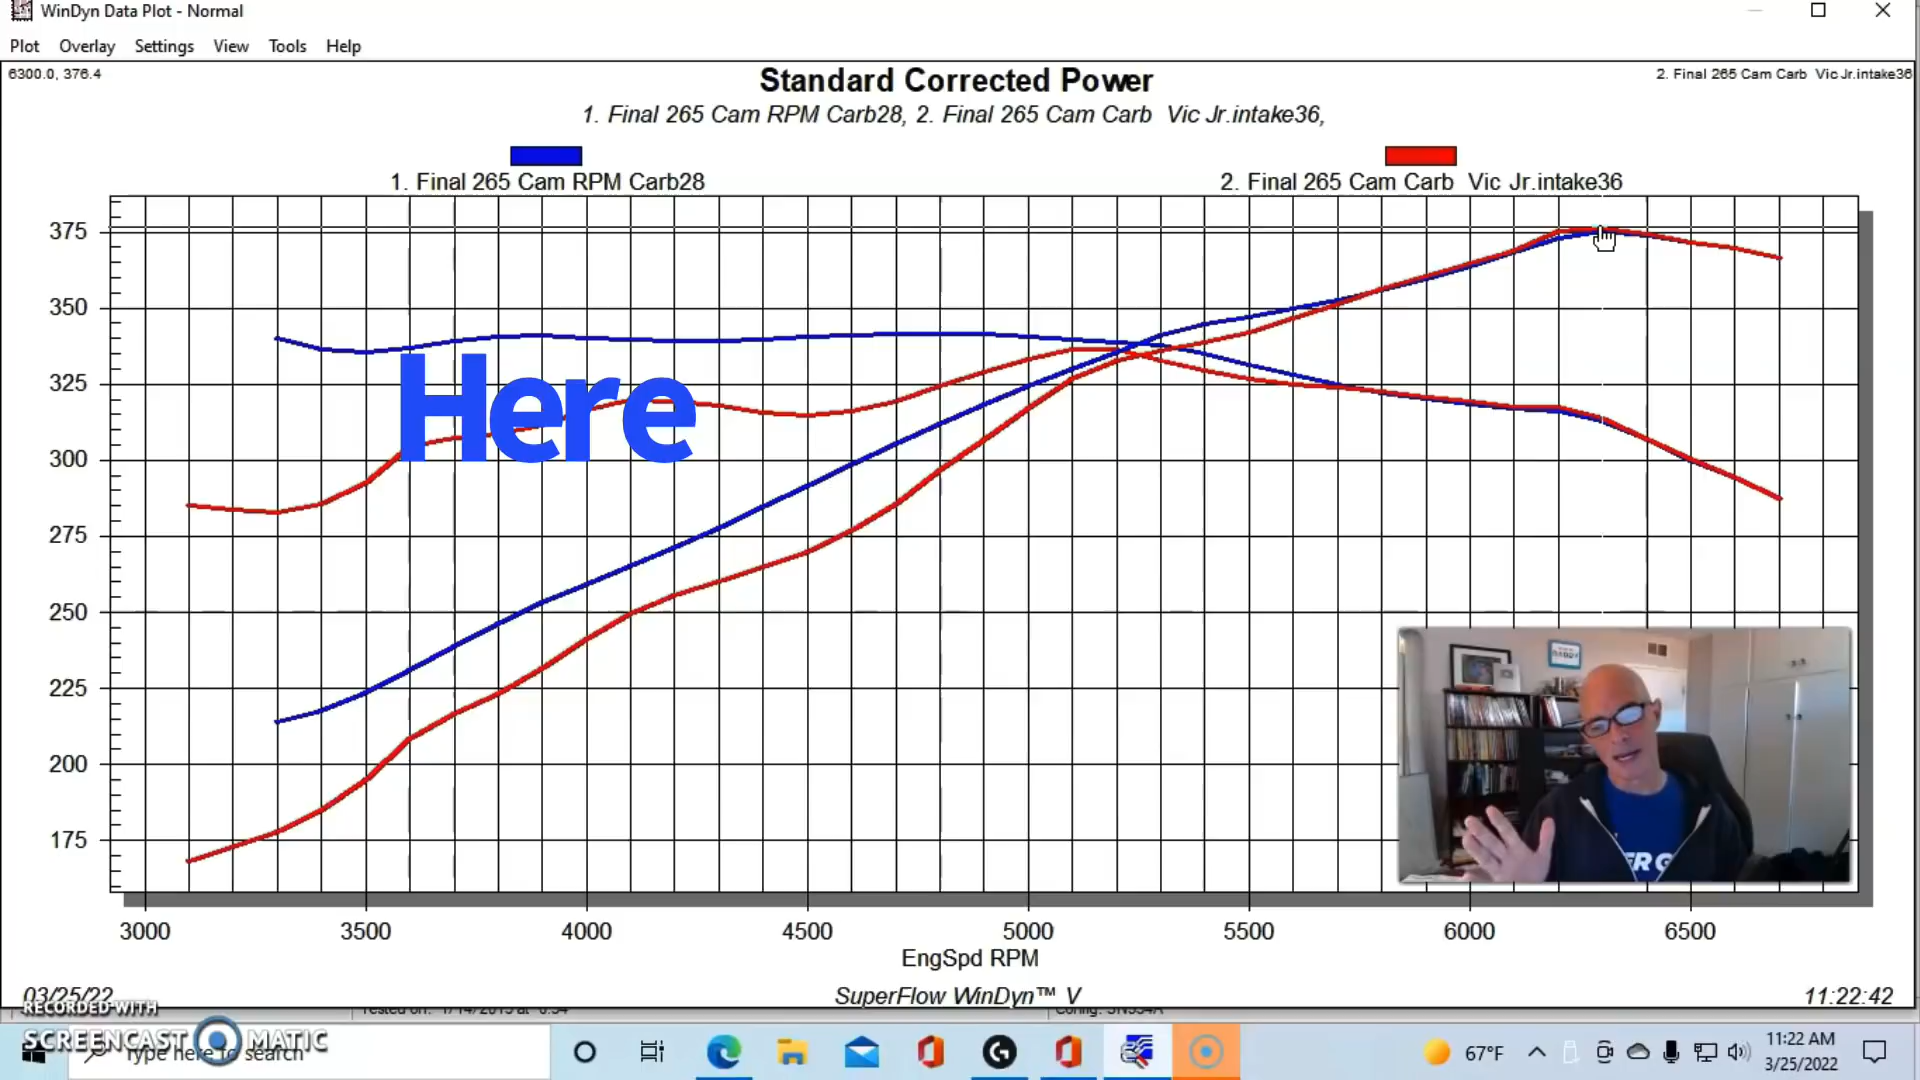 WinDyn Data Plot - Normal
Plot Overlay Settings View Tools Help
6300.0, 376.4
2. Final 265 Cam Carb Vic Jr.intake36
Standard Corrected Power
1. Final 265 Cam RPM Carb28, 2. Final 265 Cam Carb Vic Jr.intake36,
1. Final 265 Cam RPM Carb28
2. Final 265 Cam Carb Vic Jr.intake36
375
350
325
300
275
250
225
200
175
Here
ER G
3000 3500 4000 4500 5000 5500 6000 6500
EngSpd RPM
03/25/22
SuperFlow WinDyn™ V
11:22:42
RECORDED WITH
SCREENCAST MATIC
Type here to search
67°F
11:22 AM
3/25/2022